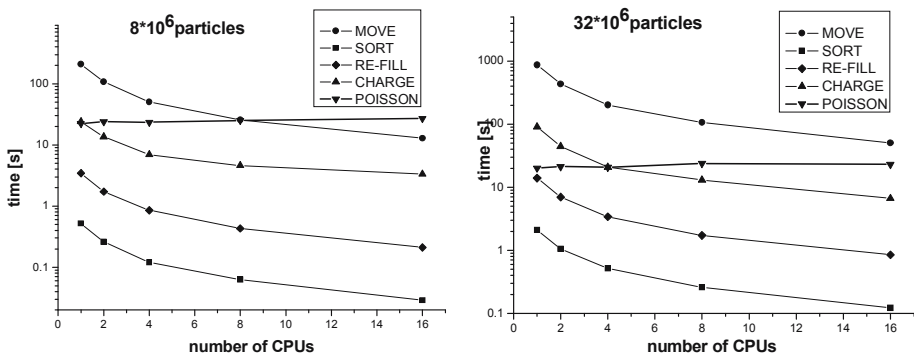 8*10⁶particles
MOVE
SORT
RE-FILL
CHARGE
POISSON
time [s]
100
10
1
0.1
0 2 4 6 8 10 12 14 16
number of CPUs
32*10⁶particles
MOVE
SORT
RE-FILL
CHARGE
POISSON
time [s]
1000
100
10
1
0.1
0 2 4 6 8 10 12 14 16
number of CPUs